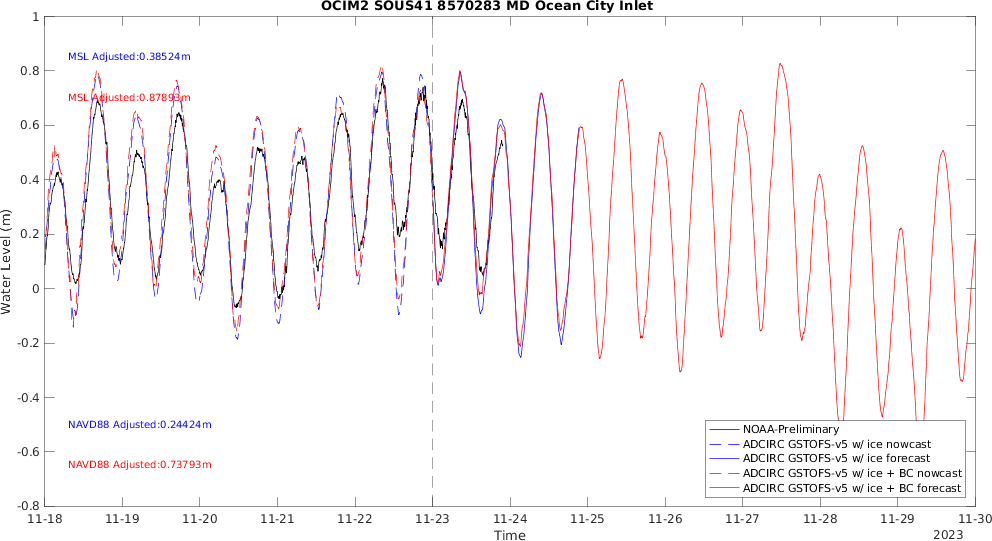 OCIM2 SOUS41 8570283 MD Ocean City Inlet
1
0.8
0.6
0.4
0.2
0
-0.2
-0.4
-0.6
-0.8
Water Level (m)
MSL Adjusted:0.38524m
MSL Adjusted:0.87893m
NAVD88 Adjusted:0.24424m
NAVD88 Adjusted:0.73793m
NOAA-Preliminary
ADCIRC GSTOFS-v5 w/ ice nowcast
ADCIRC GSTOFS-v5 w/ ice forecast
ADCIRC GSTOFS-v5 w/ ice + BC nowcast
ADCIRC GSTOFS-v5 w/ ice + BC forecast
11-18 11-19 11-20 11-21 11-22 11-23 11-24 11-25 11-26 11-27 11-28 11-29 11-30
Time
2023